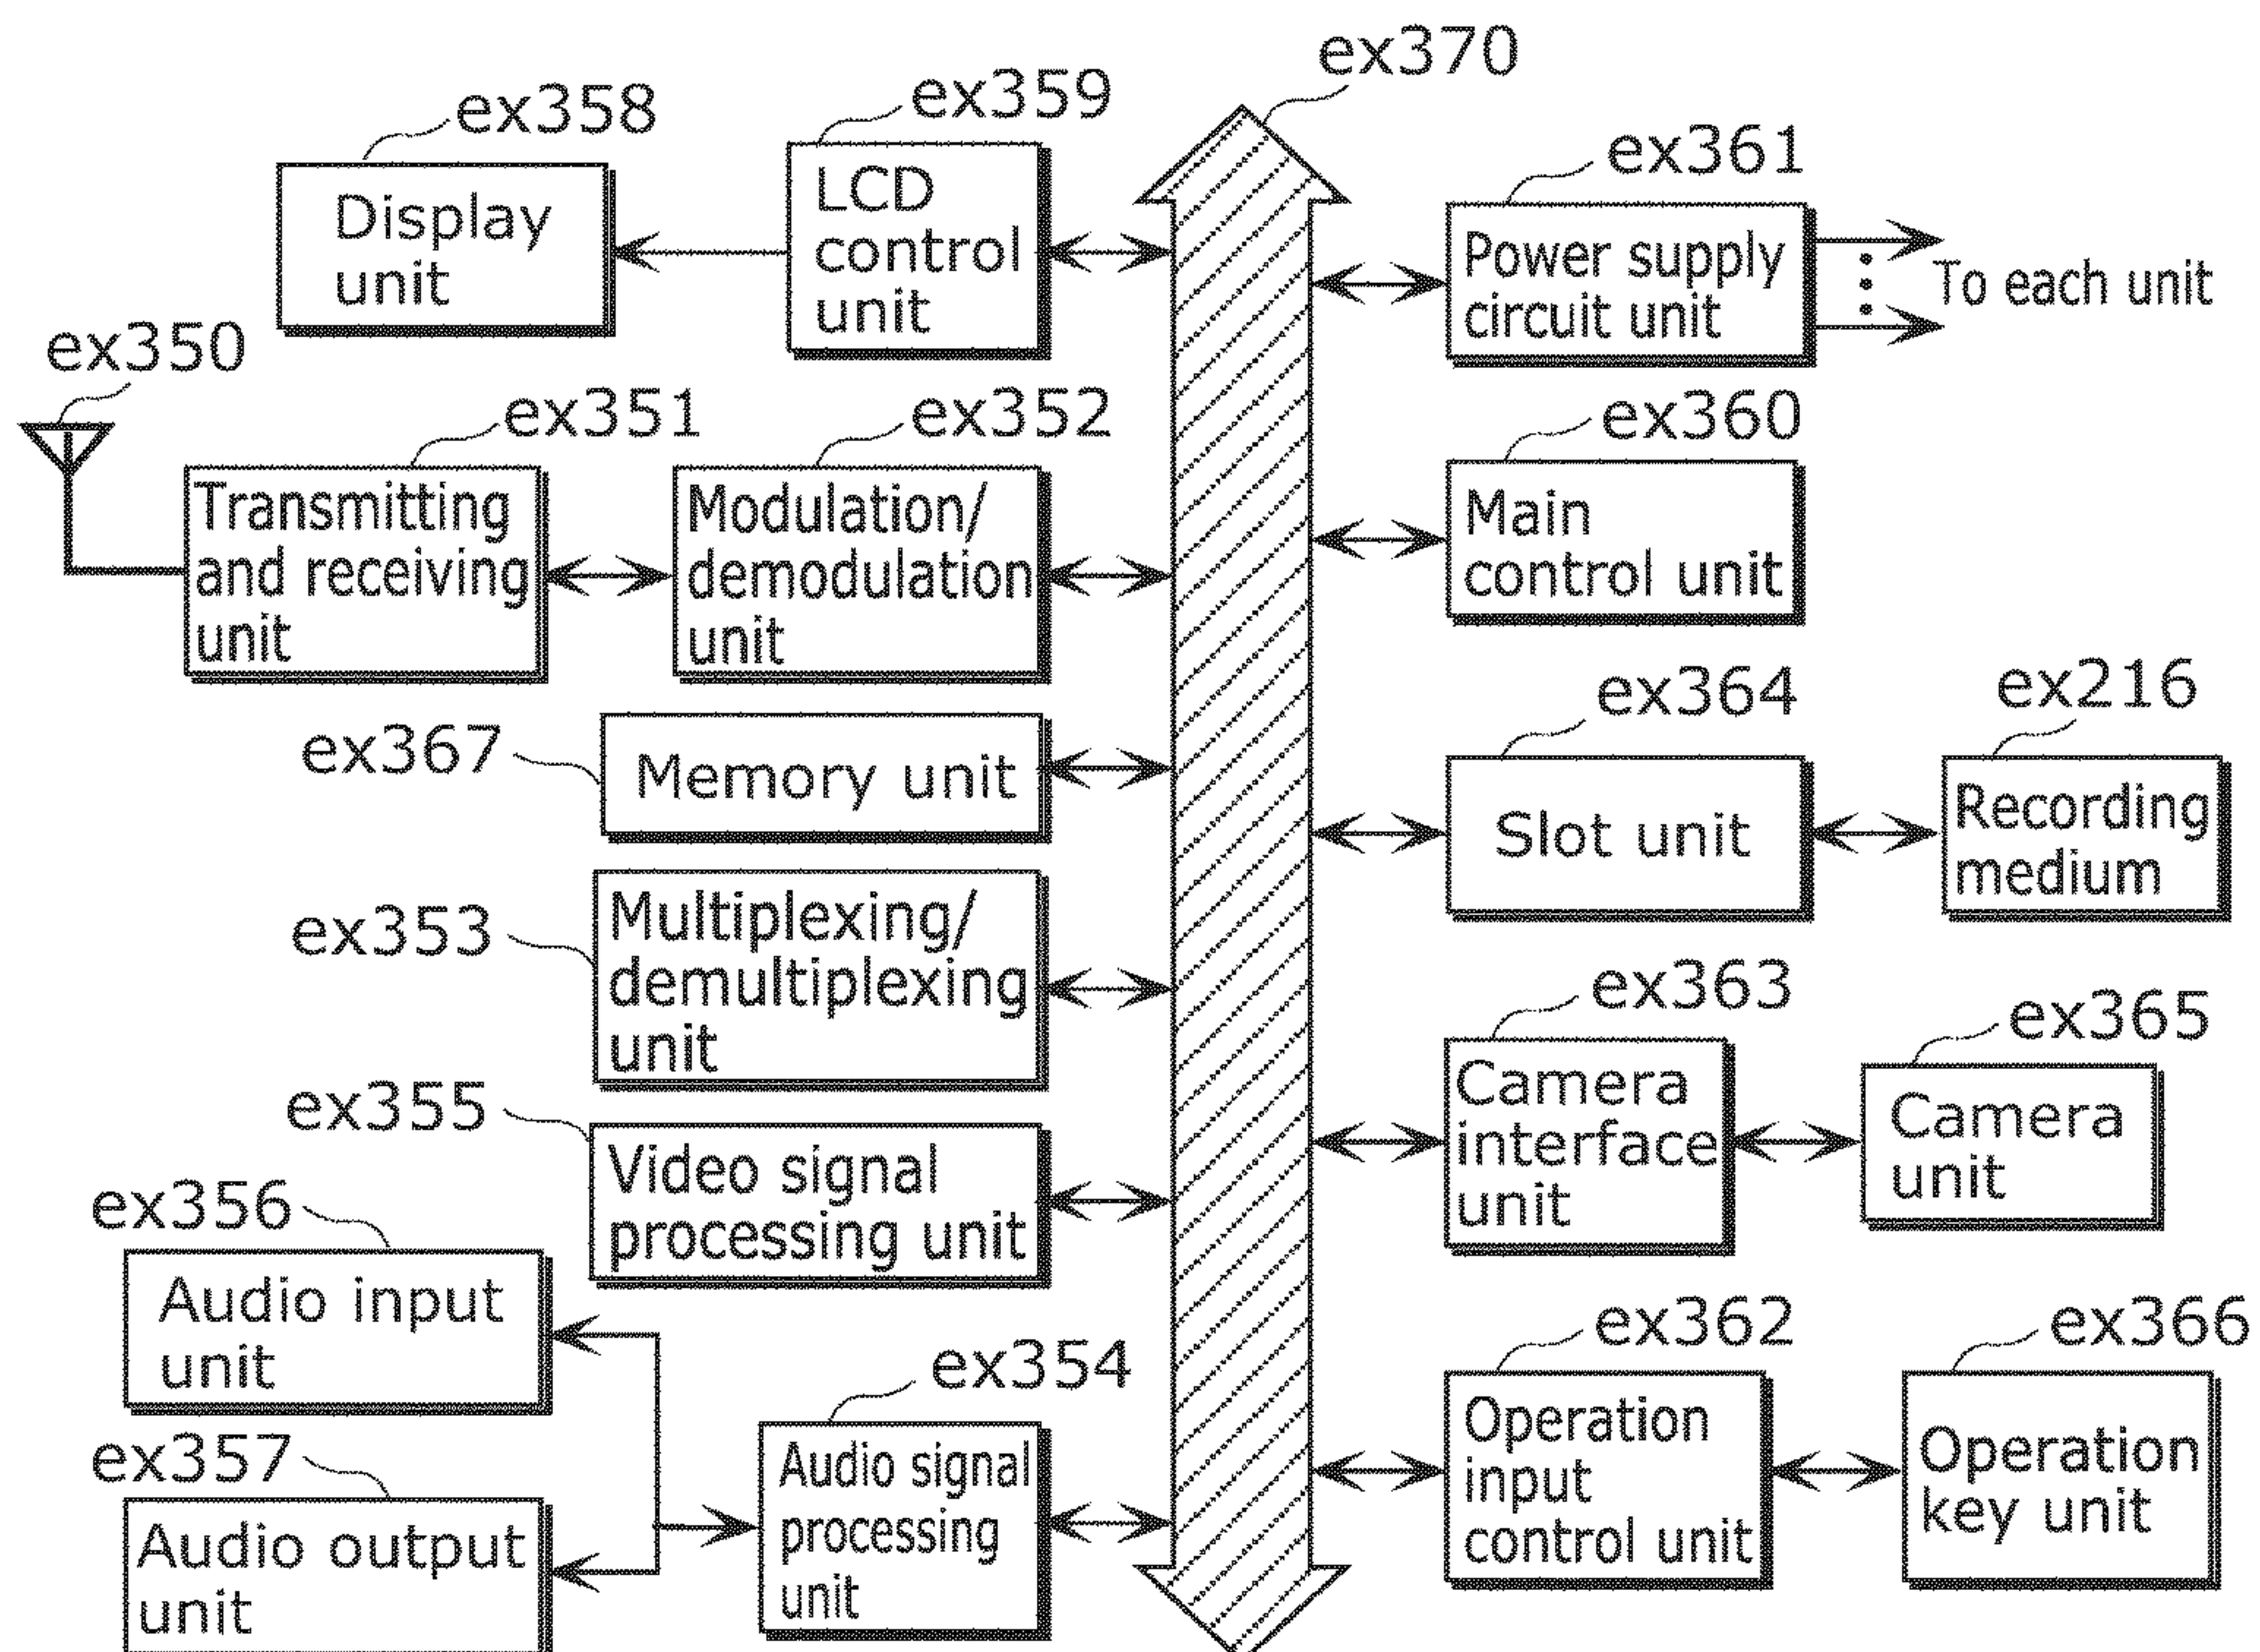 ex370
ex358
ex359
ex361
Display
unit
LCD
control
unit
Power supply
circuit unit
To each unit
ex350
ex351
ex352
ex360
Transmitting
and receiving
unit
Modulation/
demodulation
unit
Main
control unit
ex367
Memory unit
ex364
ex216
Slot unit
Recording
medium
ex353
Multiplexing/
demultiplexing
unit
ex363
ex365
Camera
interface
unit
Camera
unit
ex355
Video signal
processing unit
ex356
Audio input
unit
ex354
ex362
ex366
Audio signal
processing
unit
Operation
input
control unit
Operation
key unit
ex357
Audio output
unit